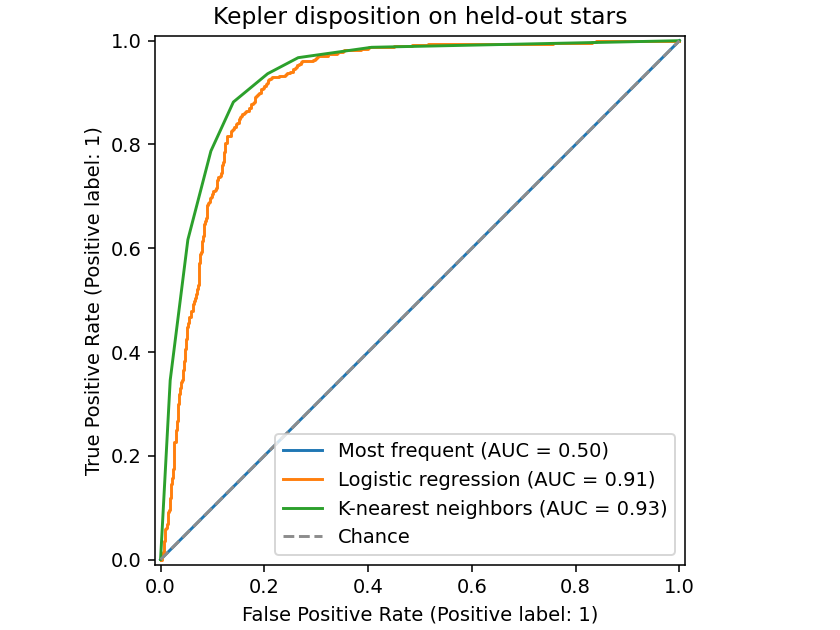 Kepler disposition on held-out stars
True Positive Rate (Positive label: 1)
1.0
0.8
0.6
0.4
0.2
0.0
Most frequent (AUC = 0.50)
Logistic regression (AUC = 0.91)
K-nearest neighbors (AUC = 0.93)
Chance
0.0 0.2 0.4 0.6 0.8 1.0
False Positive Rate (Positive label: 1)